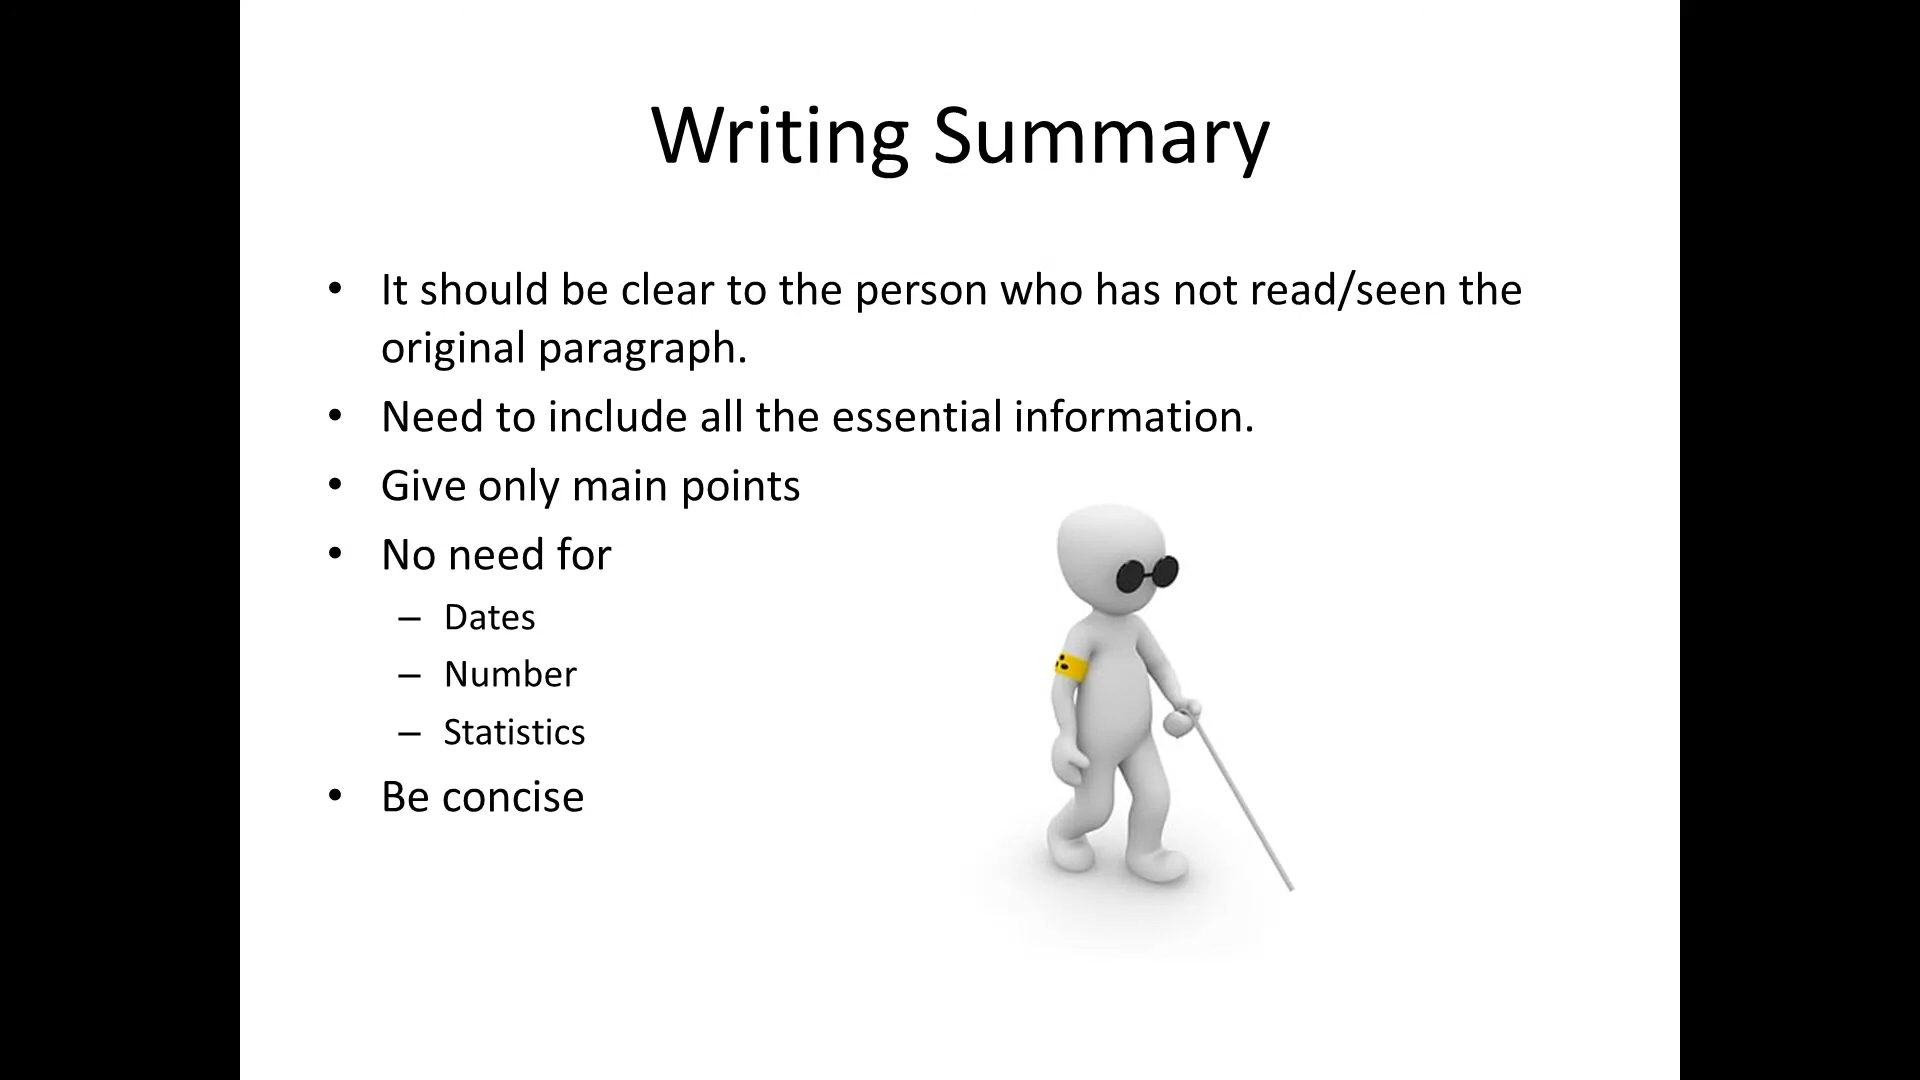 Writing Summary
• It should be clear to the person who has not read/seen the
original paragraph.
• Need to include all the essential information.
• Give only main points
• No need for
– Dates
– Number
– Statistics
• Be concise